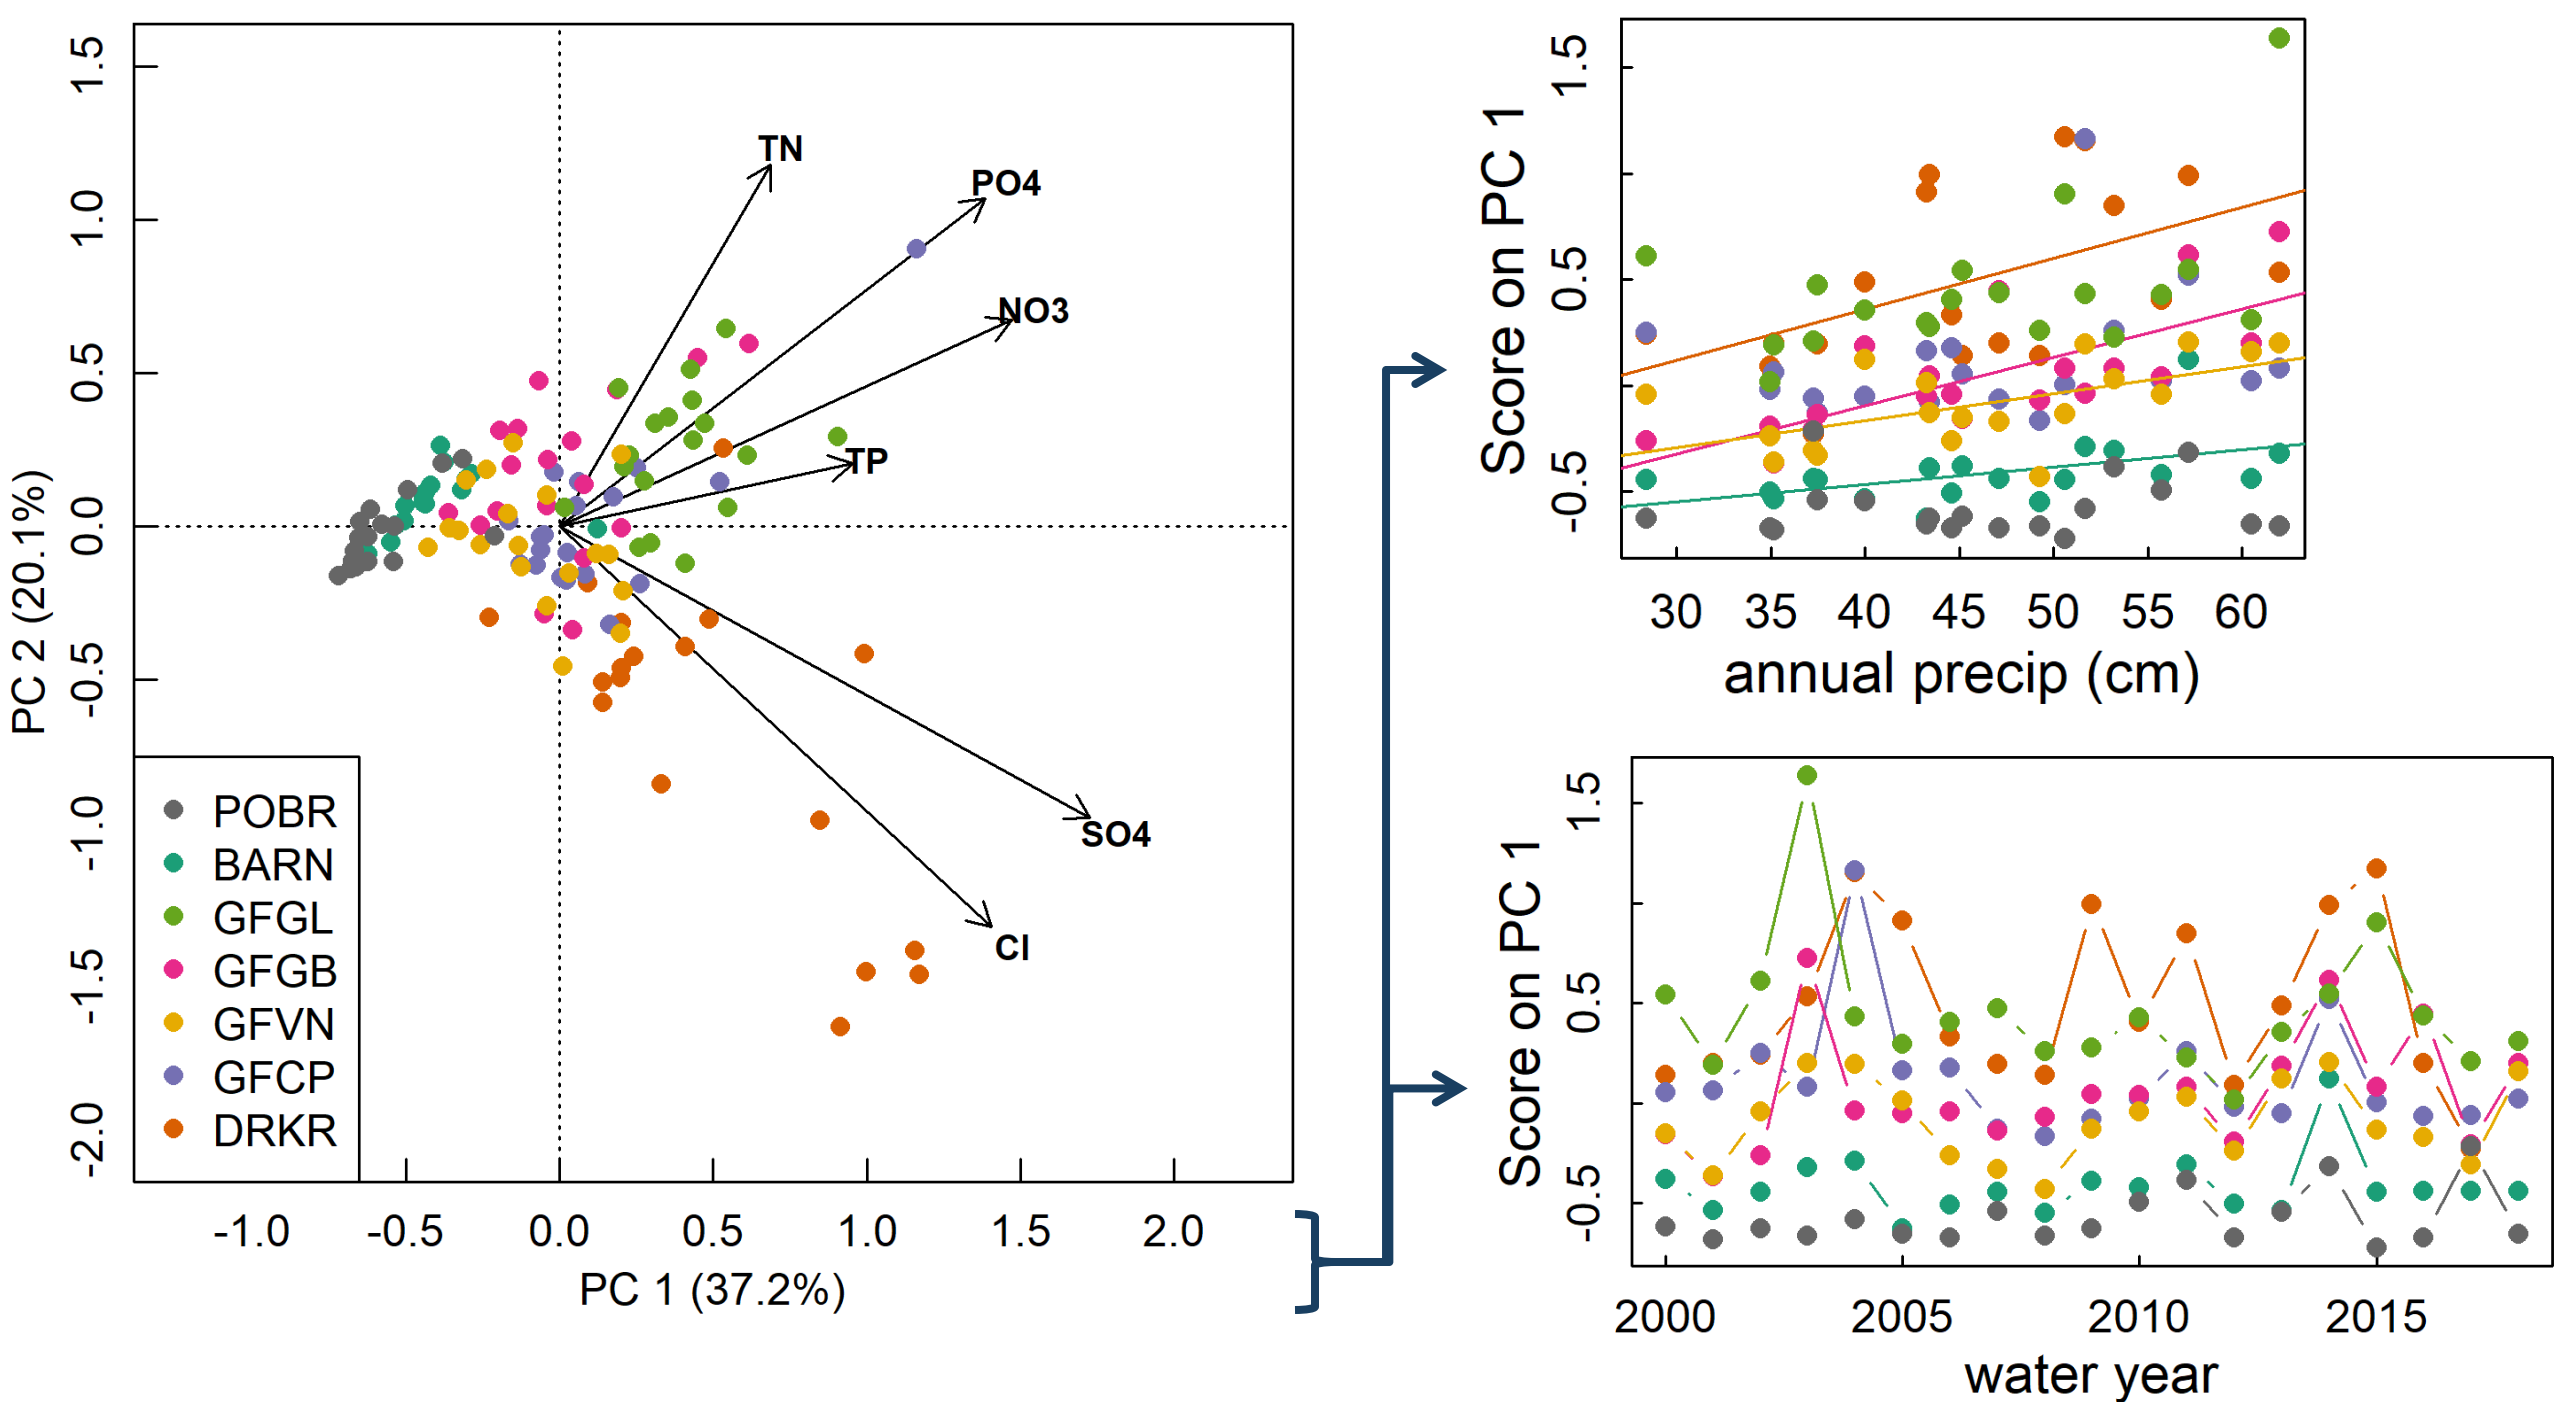 1.5
1.0
0.5
0.0
-0.5
-1.0
-1.5
-2.0
PC 2 (20.1%)
TN
PO4
NO3
TP
SO4
Cl
POBR
BARN
GFGL
GFGB
GFVN
GFCP
DRKR
-1.0 -0.5 0.0 0.5 1.0 1.5 2.0
PC 1 (37.2%)
Score on PC 1
1.5
0.5
-0.5
30 35 40 45 50 55 60
annual precip (cm)
Score on PC 1
1.5
0.5
-0.5
2000 2005 2010 2015
water year